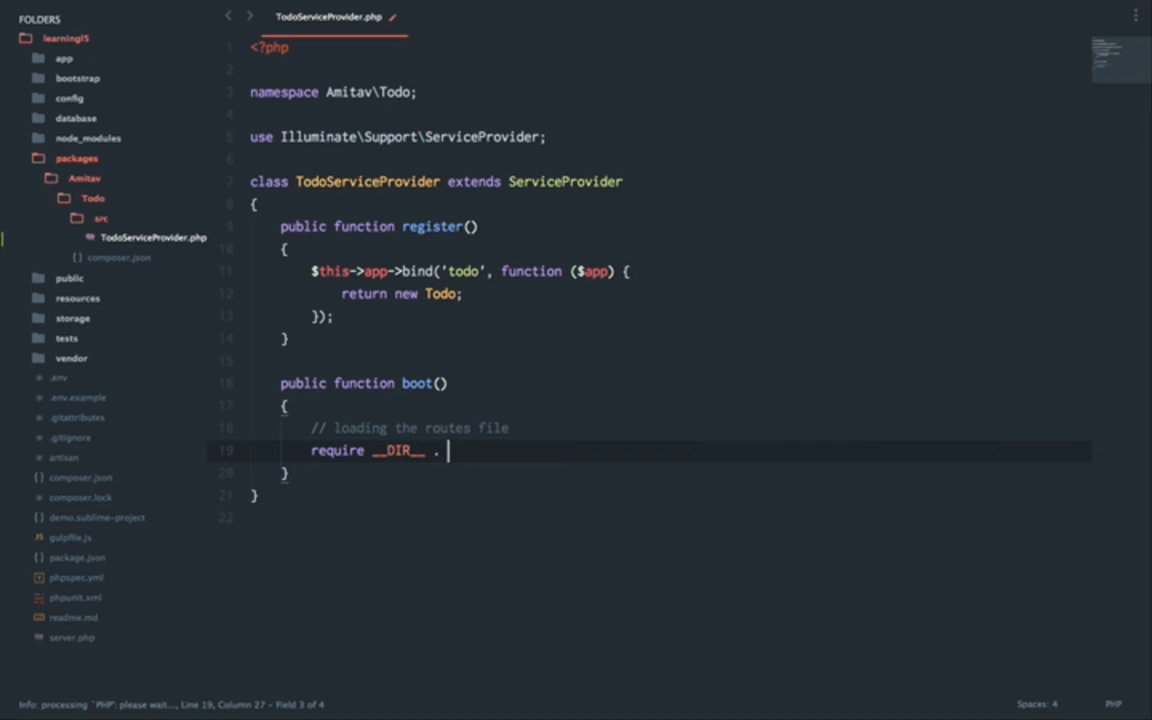 FOLDERS
learningl5
app
bootstrap
config
database
node_modules
packages
Amitav
Todo
src
TodoServiceProvider.php
composer.json
public
resources
storage
tests
vendor
.env
.env.example
.gitattributes
.gitignore
artisan
composer.json
composer.lock
demo.sublime-project
gulpfile.js
package.json
phpspec.yml
phpunit.xml
readme.md
server.php
TodoServiceProvider.php
1 <?php
2
3 namespace Amitav\Todo;
4
5 use Illuminate\Support\ServiceProvider;
6
7 class TodoServiceProvider extends ServiceProvider
8 {
9 public function register()
10 {
11 $this->app->bind('todo', function ($app) {
12 return new Todo;
13 });
14 }
15
16 public function boot()
17 {
18 // loading the routes file
19 require __DIR__ .
20 }
21 }
22
Info: processing `PHP`: please wait..., Line 19, Column 27 – Field 3 of 4
Spaces: 4
PHP